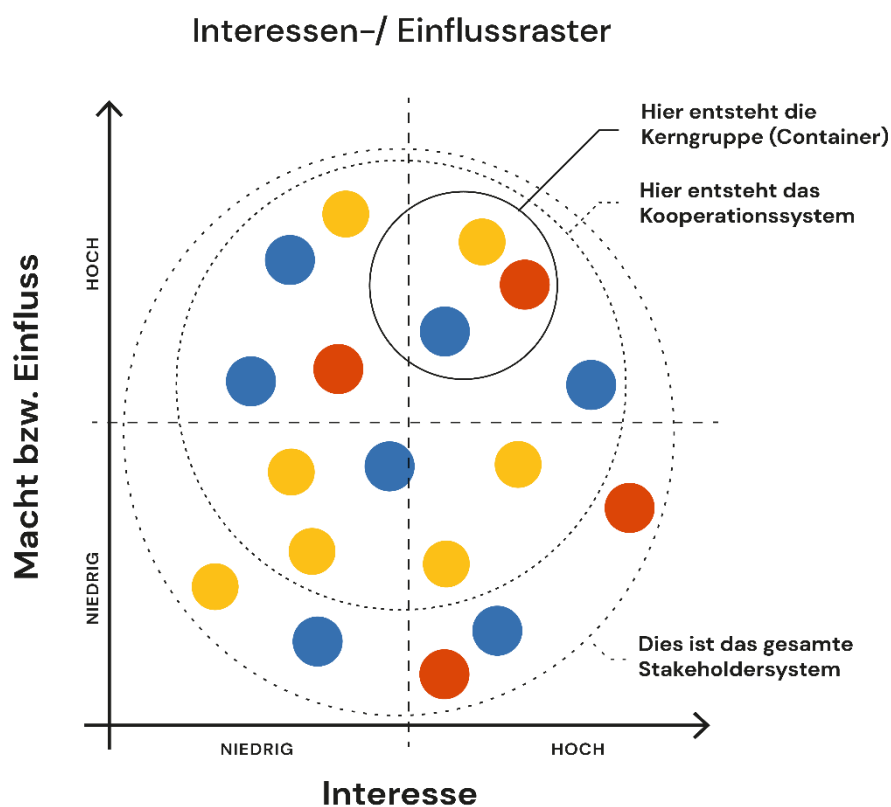 Interessen-/ Einflussraster
Hier entsteht die
Kerngruppe (Container)
Hier entsteht das
Kooperationssystem
HOCH
Macht bzw. Einfluss
NIEDRIG
Dies ist das gesamte
Stakeholdersystem
NIEDRIG
HOCH
Interesse